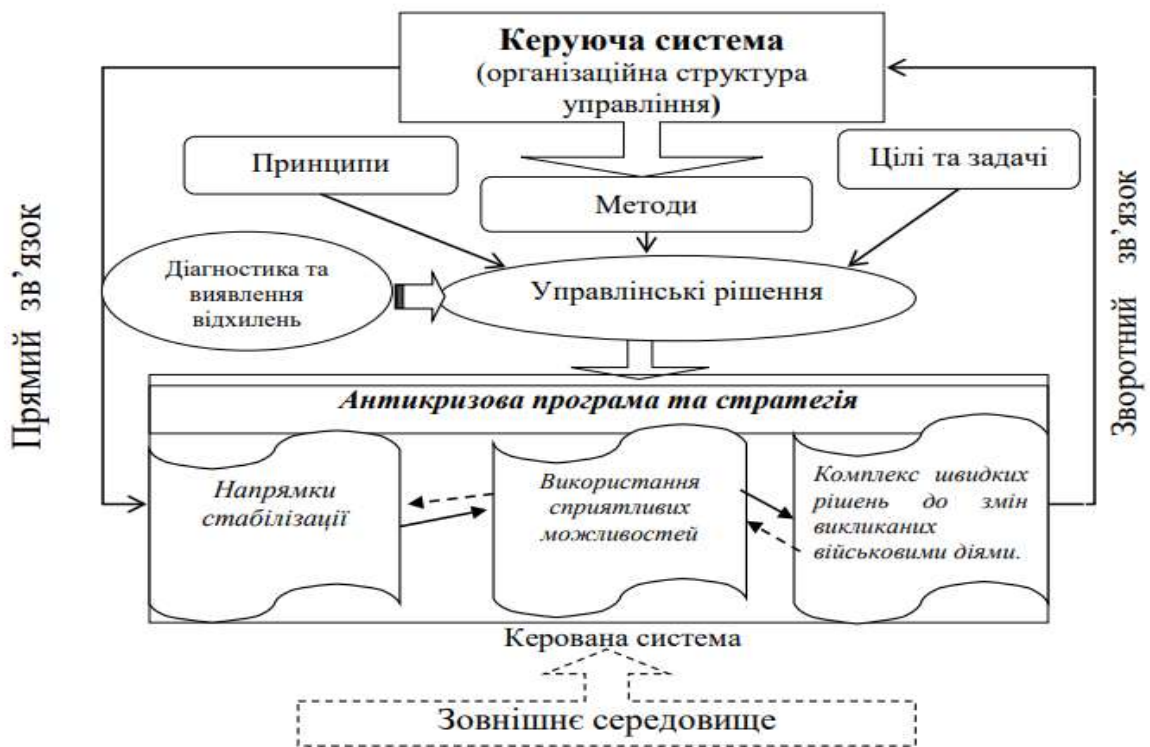 Керуюча система
(організаційна структура
управління)
Принципи
Цілі та задачі
Методи
Прямий зв’язок
Зворотний зв’язок
Діагностика та
виявлення
відхилень
Управлінські рішення
Антикризова програма та стратегія
Напрямки
стабілізації
Використання
сприятливих
можливостей
Комплекс швидких
рішень до змін
викликаних
військовими діями.
Керована система
Зовнішнє середовище